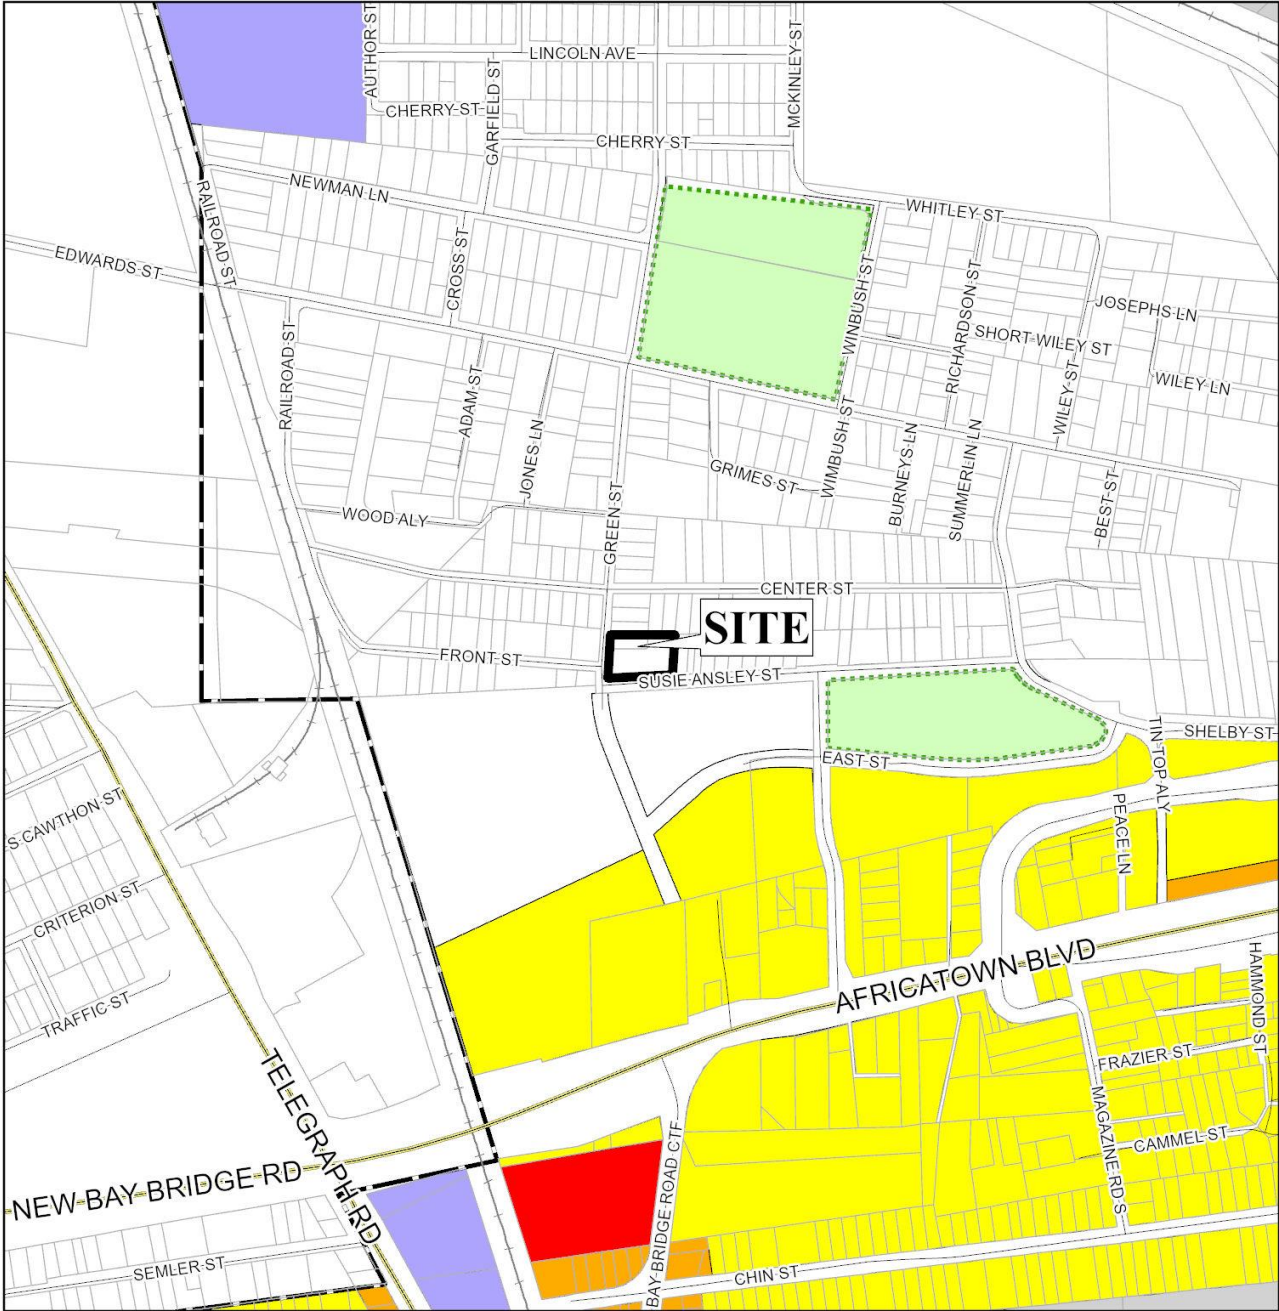 AUTHOR ST
LINCOLN AVE
MCKINLEY ST
GARFIELD ST
CHERRY ST
CHERRY ST
NEWMAN LN
RAILROAD ST
WHITLEY ST
EDWARDS ST
CROSS ST
WINBUSH ST
RICHARDSON ST
JOSEPHS LN
SHORT WILEY ST
RAILROAD ST
ADAM ST
WILEY ST
WILEY LN
JONES LN
WIMBUSH ST
BURNEYS LN
SUMMERLIN LN
GRIMES ST
BEST ST
WOOD ALY
GREEN ST
CENTER ST
SITE
FRONT ST
SUSIE ANSLEY ST
TIN TOP ALY
SHELBY ST
EAST ST
S CAWTHON ST
PEACE LN
CRITERION ST
AFRICATOWN BLVD
HAMMOND ST
TRAFFIC ST
FRAZIER ST
TELEGRAPH RD
MAGAZINE RD S
CAMMEL ST
NEW BAY BRIDGE RD
BAY BRIDGE ROAD CTF
SEMLER ST
CHIN ST